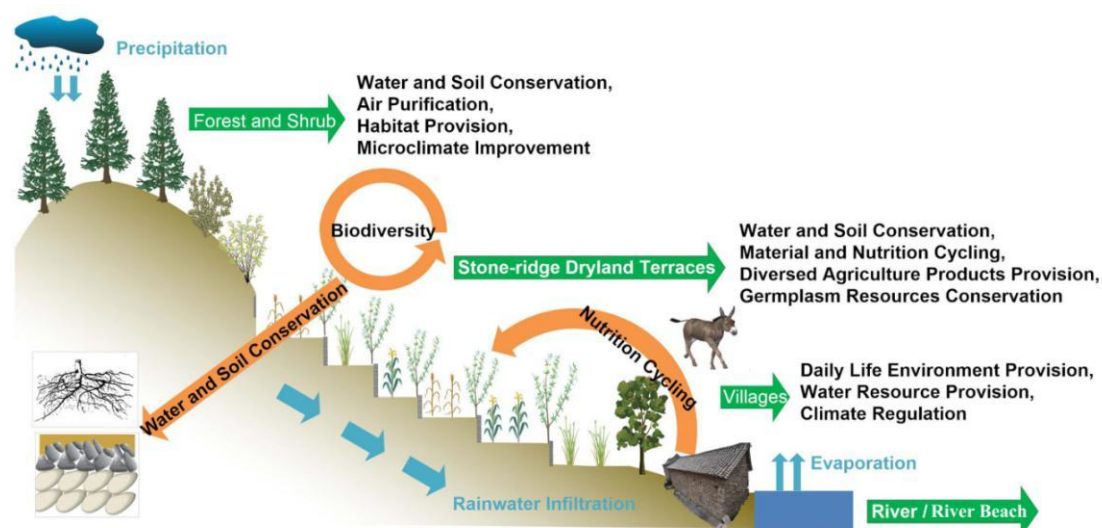 Precipitation
Forest and Shrub
Water and Soil Conservation,
Air Purification,
Habitat Provision,
Microclimate Improvement
Biodiversity
Stone-ridge Dryland Terraces
Water and Soil Conservation,
Material and Nutrition Cycling,
Diversed Agriculture Products Provision,
Germplasm Resources Conservation
Water and Soil Conservation
Nutrition Cycling
Villages
Daily Life Environment Provision,
Water Resource Provision,
Climate Regulation
Evaporation
Rainwater Infiltration
River / River Beach